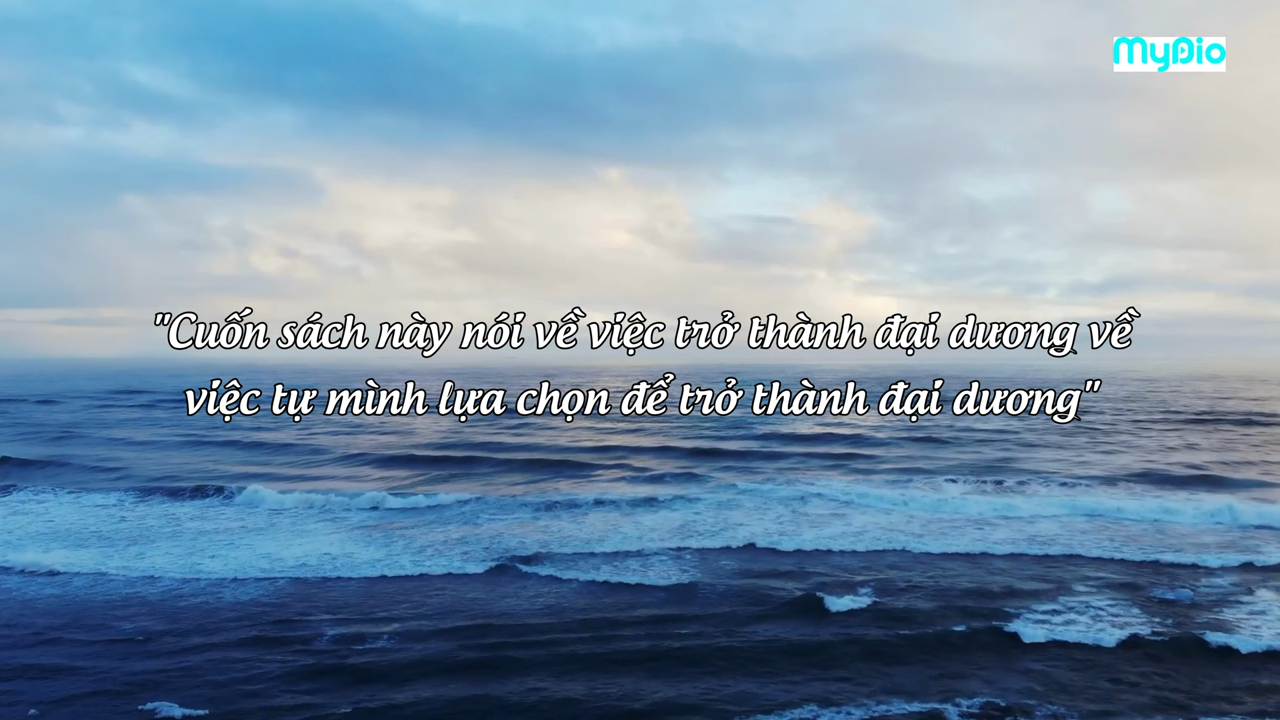 MyDio
"Cuốn sách này nói về việc trở thành đại dương về
việc tự mình lựa chọn để trở thành đại dương"